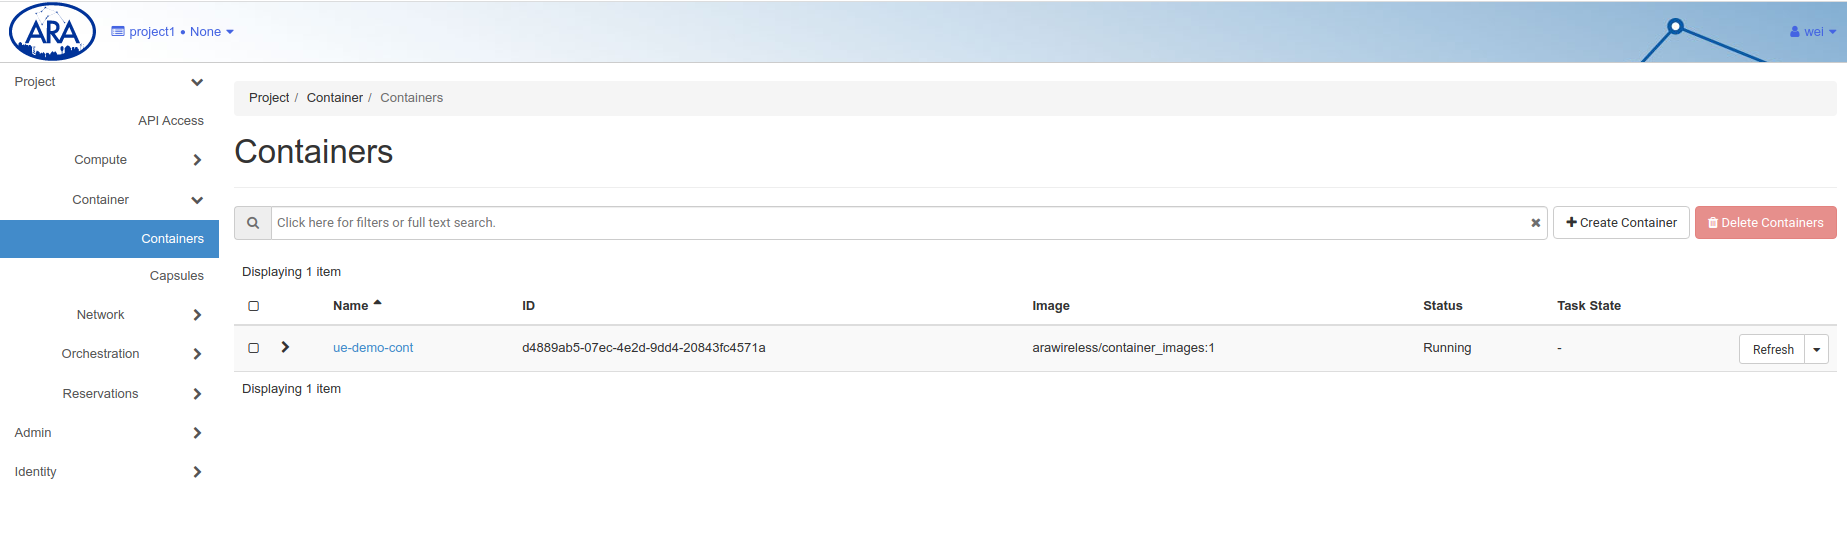 ARA
project1 • None
wei
Project
API Access
Compute
Container
Containers
Capsules
Network
Orchestration
Reservations
Admin
Identity
Project / Container / Containers
Containers
Click here for filters or full text search.
Create Container
Delete Containers
Displaying 1 item
Name ID Image Status Task State
ue-demo-cont d4889ab5-07ec-4e2d-9dd4-20843fc4571a arawireless/container_images:1 Running - Refresh
Displaying 1 item